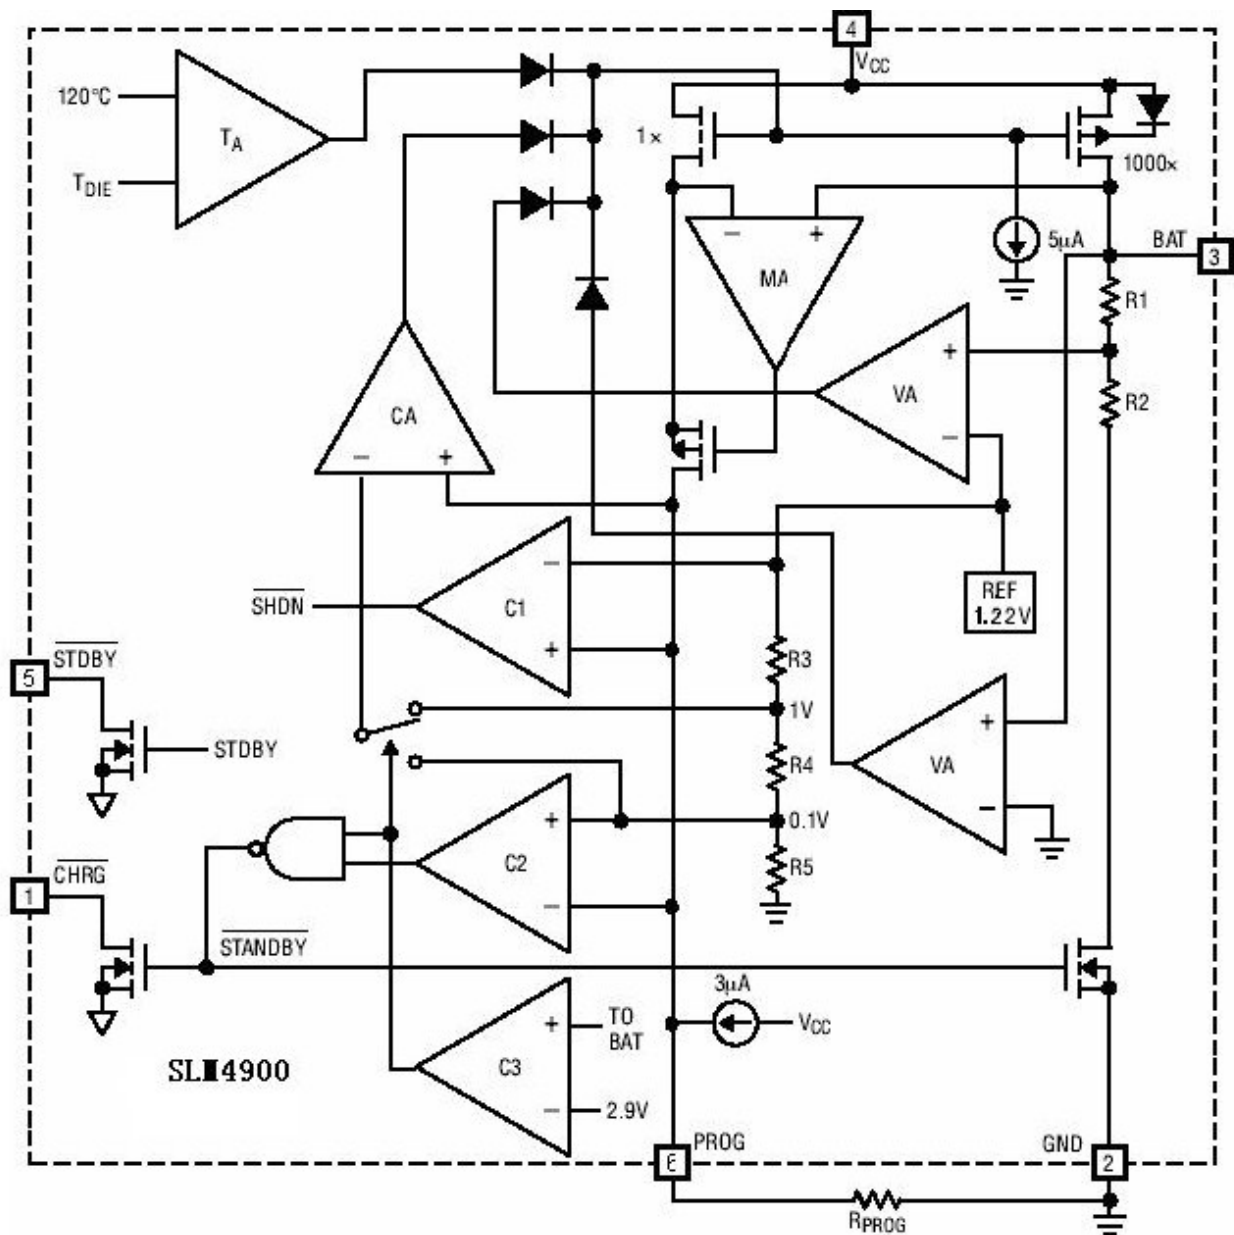 4
VCC
120°C
TA
TDIE
1×
1000×
− +
MA
5μA
BAT
3
R1
+
VA
−
R2
CA
− +
REF
1.22V
−
SHDN
C1
+
R3
STDBY
5
1V
STDBY
R4
+
VA
−
0.1V
+
C2
−
R5
CHRG
1
STANDBY
3μA
VCC
+
TO
BAT
C3
−
2.9V
SLM4900
PROG
6
GND
2
RPROG